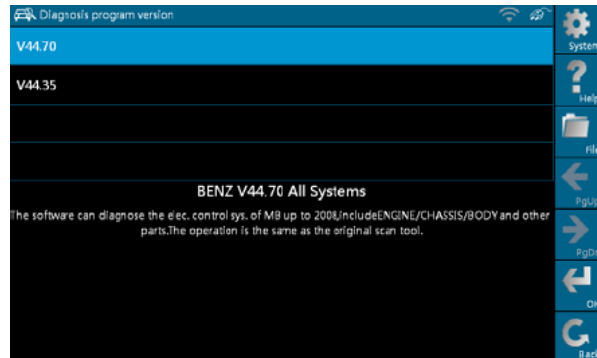 Diagnosis program version
V44.70
V44.35
BENZ V44.70 All Systems
The software can diagnose the elec. control sys. of MB up to 2008,includeENGINE/CHASSIS/BODY and other
parts.The operation is the same as the original scan tool.
System
Help
File
PgUp
PgDn
OK
Back